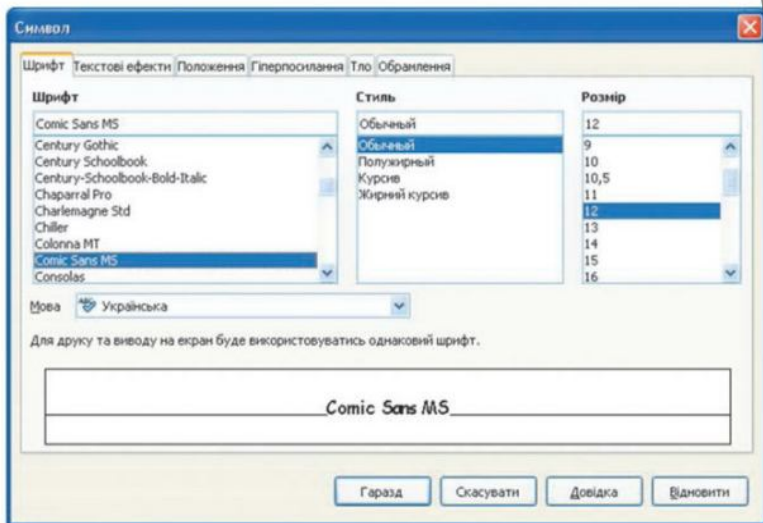 Символ
Шрифт Текстові ефекти Положення Гіперпосилання Тло Обрамлення
Шрифт Стиль Розмір
Comic Sans MS Обычный 12
Century Gothic Обычный 9
Century Schoolbook Полужирный 10
Century-Schoolbook-Bold-Italic Курсив 10,5
Chaparral Pro Жирний курсив 11
Charlemagne Std 12
Chiller 13
Colonna MT 14
Comic Sans MS 15
Consolas 16
Мова Українська
Для друку та виводу на екран буде використовуватись однаковий шрифт.
Comic Sans MS
Гаразд Скасувати Довідка Відновити